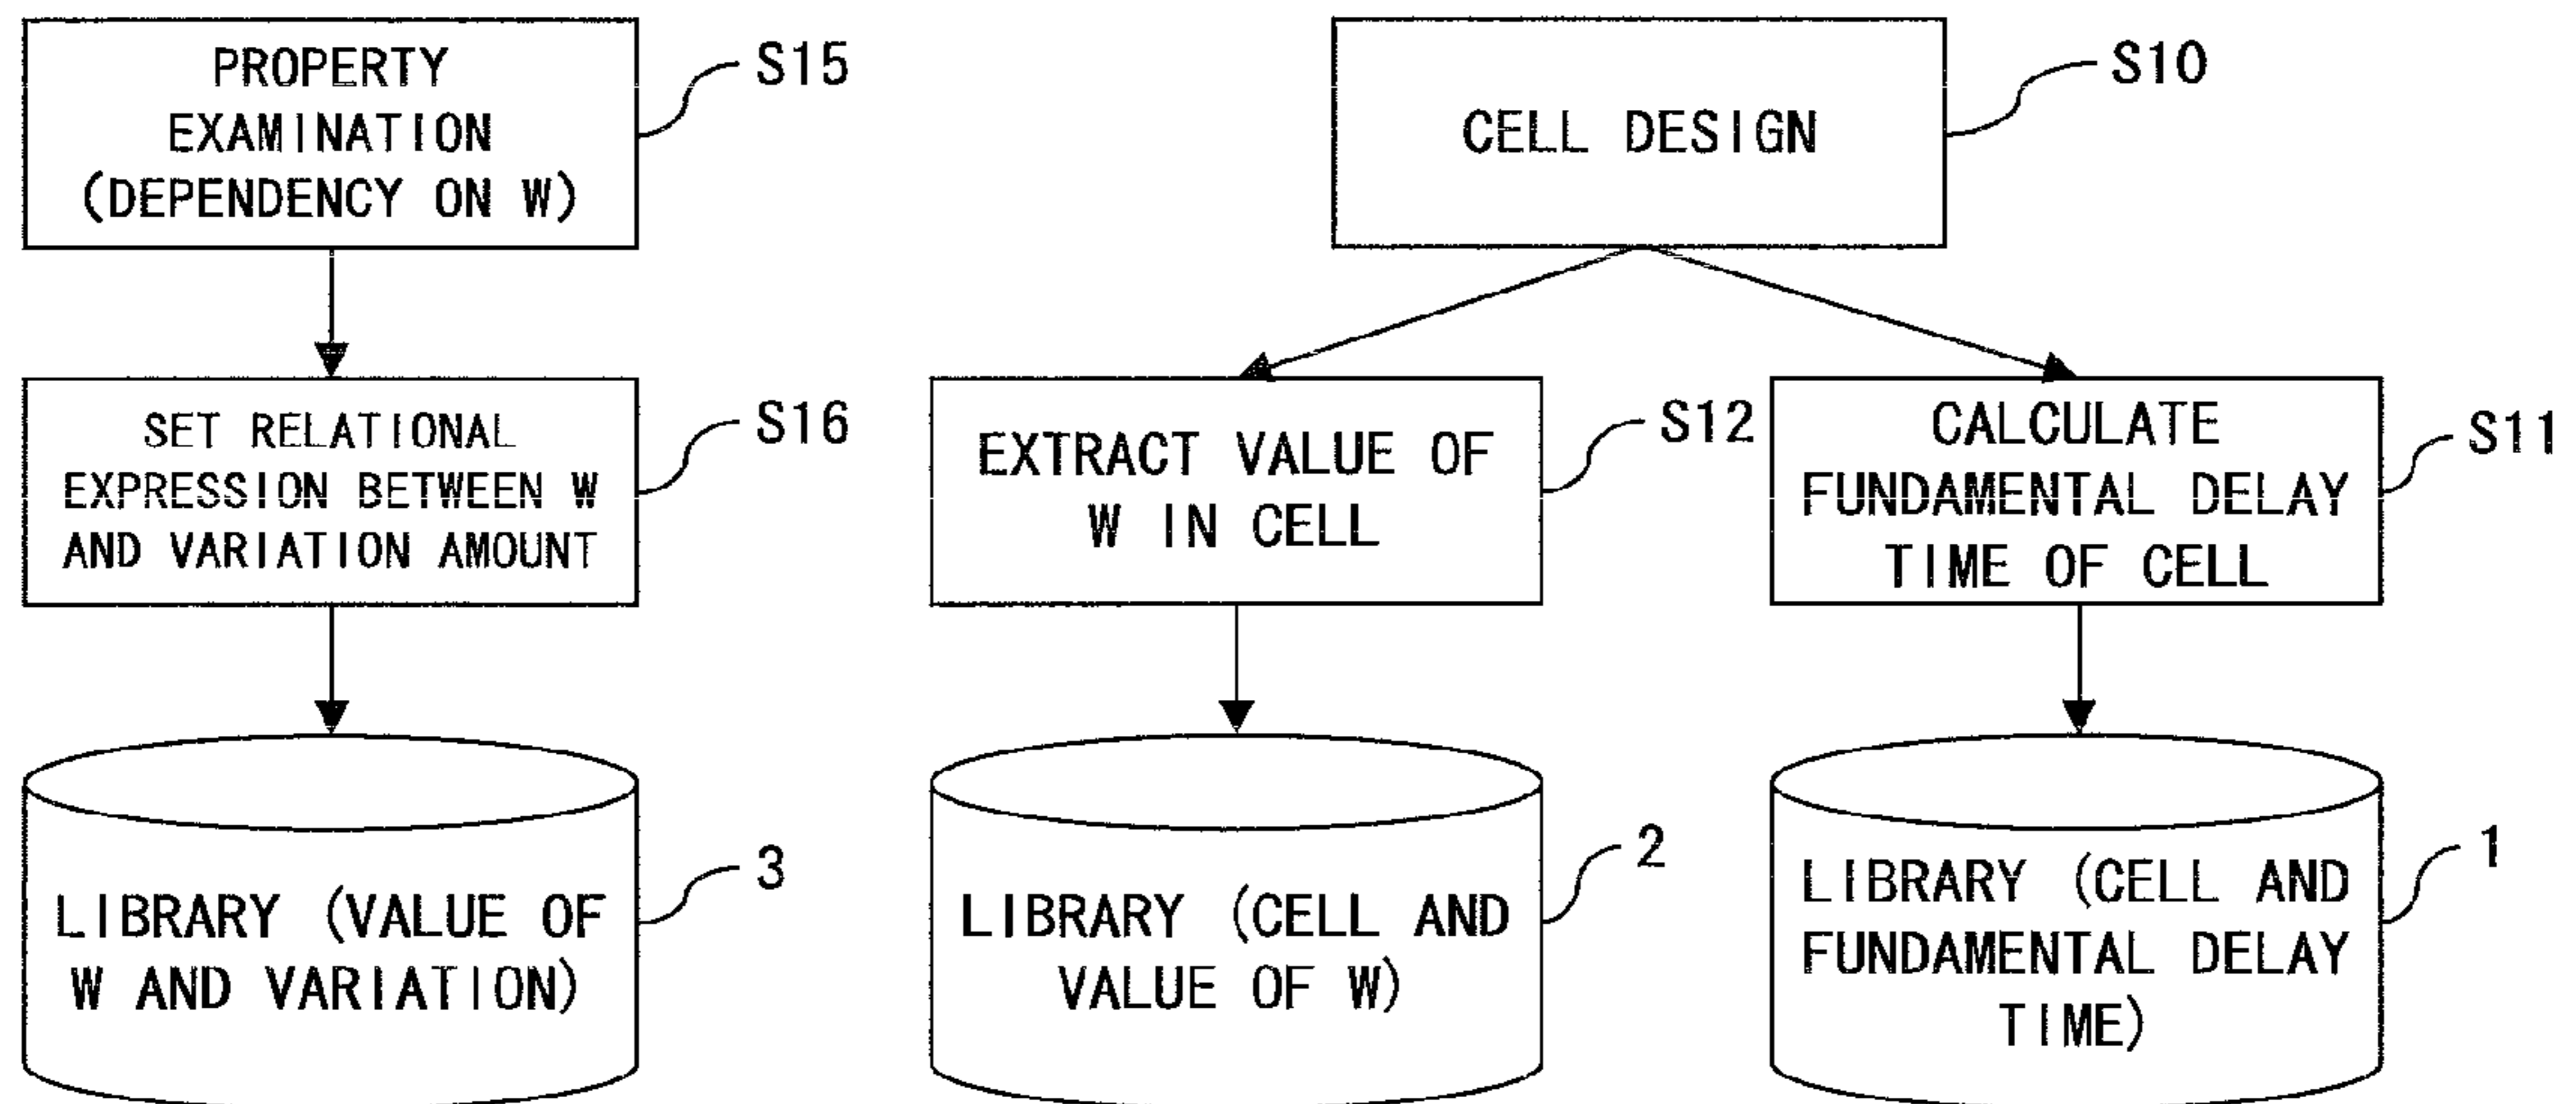 PROPERTY
EXAMINATION
(DEPENDENCY ON W)
S15
CELL DESIGN
S10
SET RELATIONAL
EXPRESSION BETWEEN W
AND VARIATION AMOUNT
S16
EXTRACT VALUE OF
W IN CELL
S12
CALCULATE
FUNDAMENTAL DELAY
TIME OF CELL
S11
LIBRARY (VALUE OF
W AND VARIATION)
3
LIBRARY (CELL AND
VALUE OF W)
2
LIBRARY (CELL AND
FUNDAMENTAL DELAY
TIME)
1